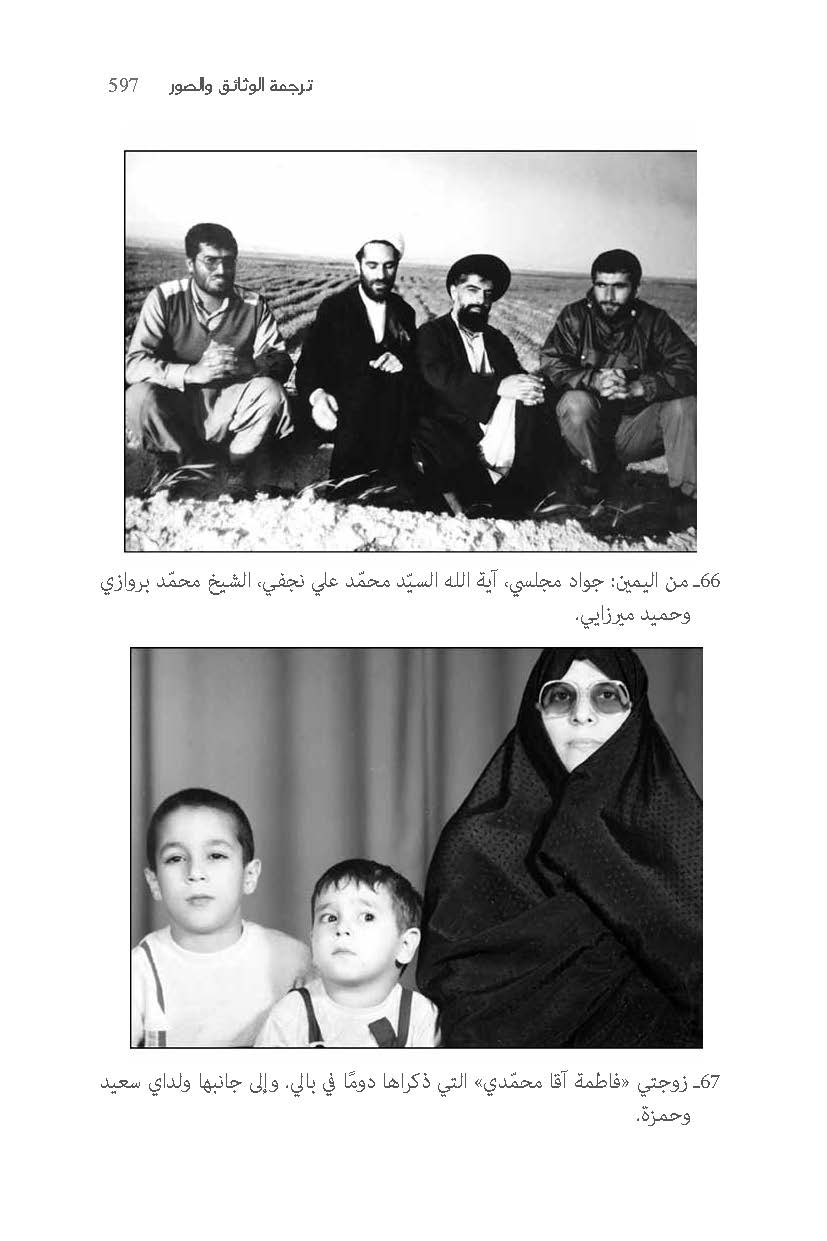 ترجمة الوثائق والصور 597
66ـ من اليمين: جواد مجلسي، آية الله السيّد محمّد علي نجفي، الشيخ محمّد بروازي
وحميد ميرزايي.
67ـ زوجتي «فاطمة آقا محمّدي» التي ذكراها دومًا في بالي. وإلى جانبها ولداي سعيد
وحمزة.